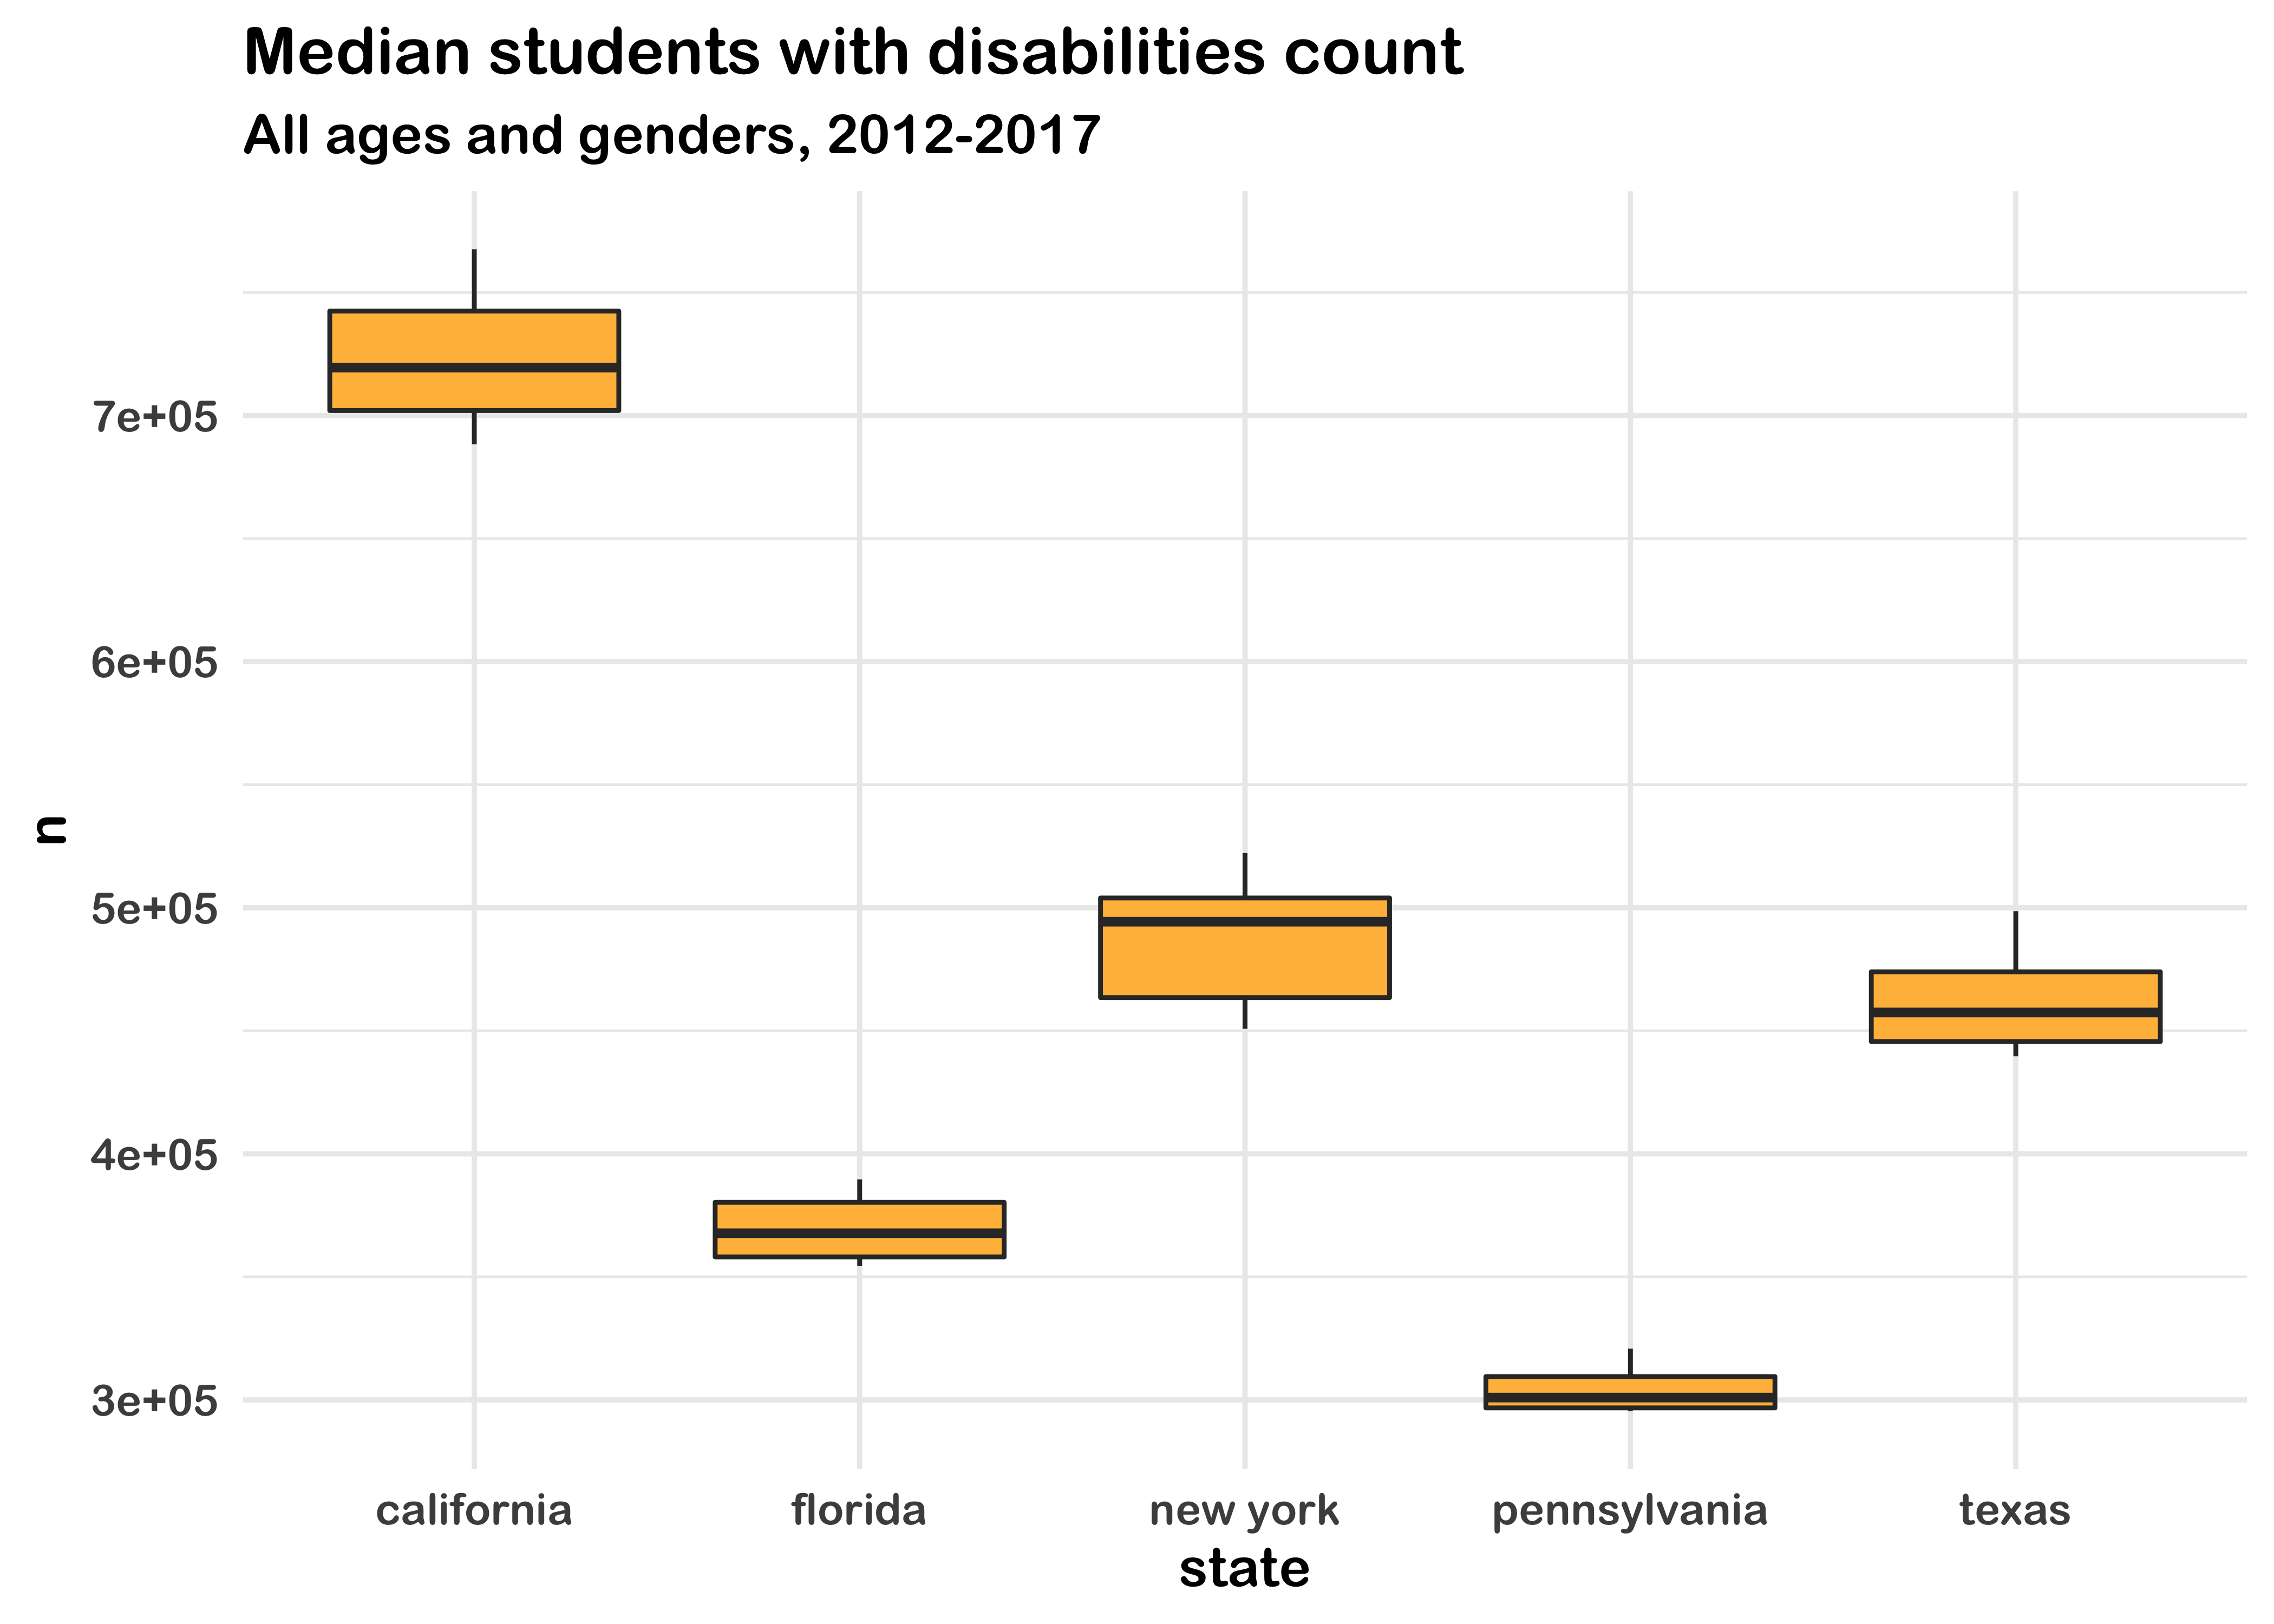 Median students with disabilities count
All ages and genders, 2012-2017
n
7e+05
6e+05
5e+05
4e+05
3e+05
california florida new york pennsylvania texas
state